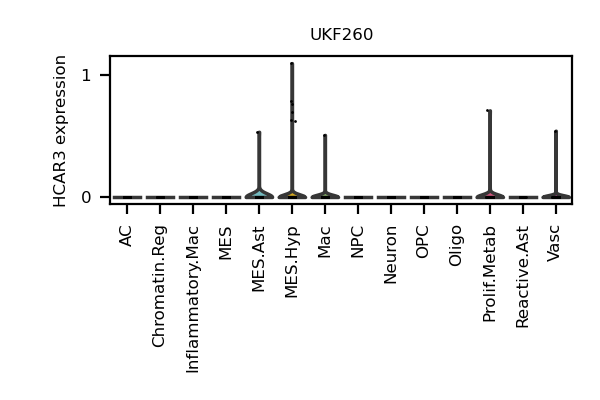 UKF260
HCAR3 expression
1
0
AC
Chromatin.Reg
Inflammatory.Mac
MES
MES.Ast
MES.Hyp
Mac
NPC
Neuron
OPC
Oligo
Prolif.Metab
Reactive.Ast
Vasc